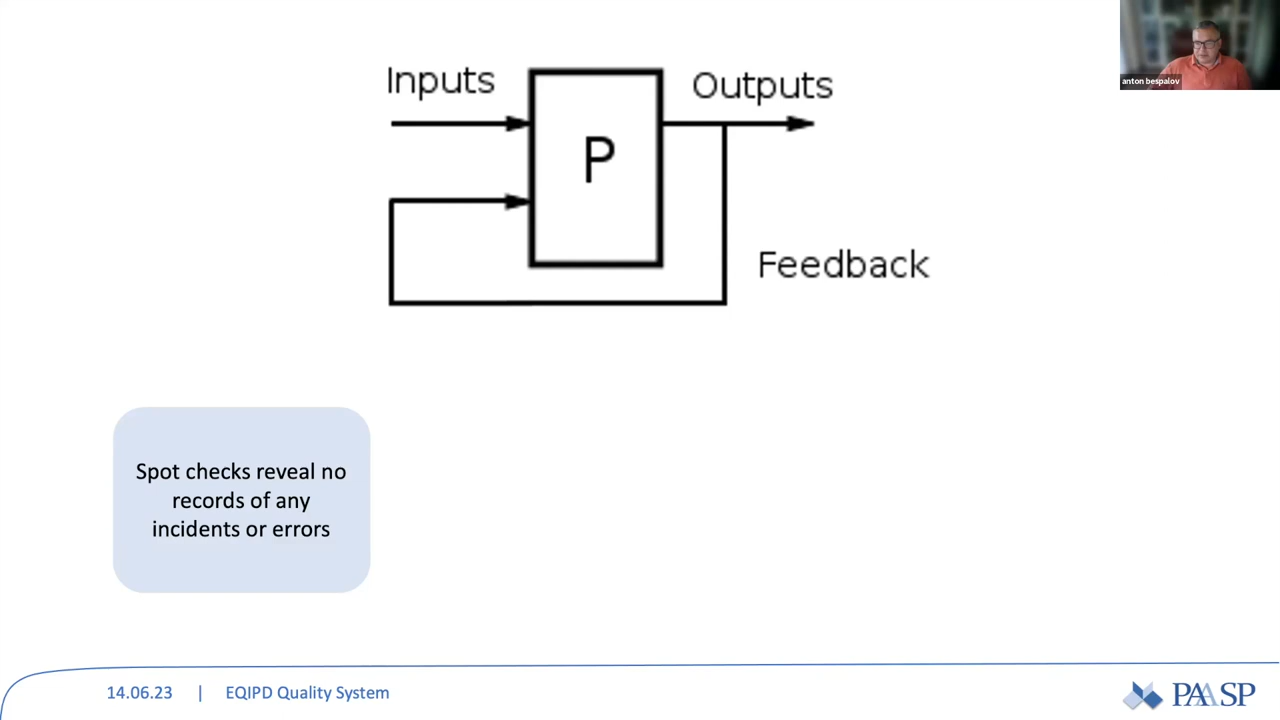 Inputs
Outputs
P
Feedback
Spot checks reveal no
records of any
incidents or errors
anton bespalov
14.06.23 | EQIPD Quality System
PAASP